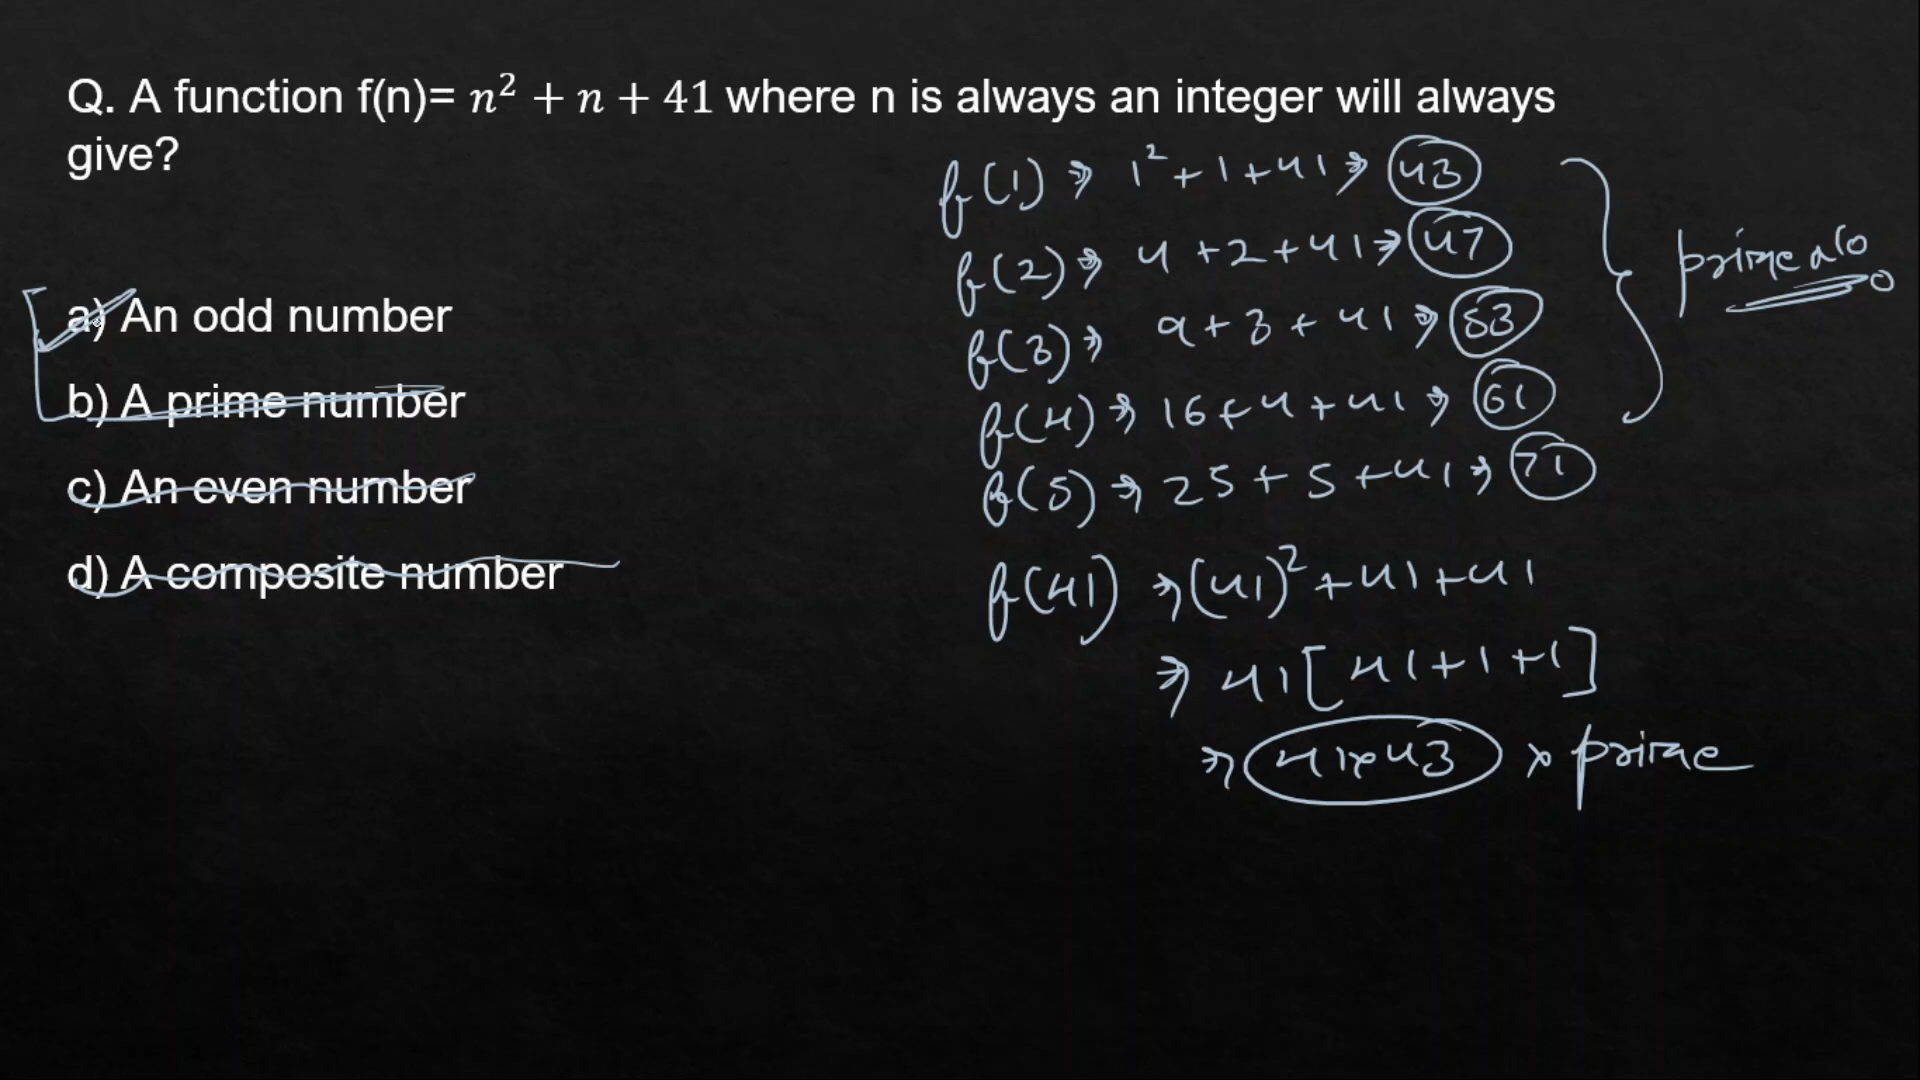 Q. A function f(n)= n² + n + 41 where n is always an integer will always
give?
a) An odd number
b) A prime number
c) An even number
d) A composite number
f(1) ⇒ 1² + 1 + 41 ⇒ 43
f(2) ⇒ 4 + 2 + 41 ⇒ 47
f(3) ⇒ 9 + 3 + 41 ⇒ 53
f(4) ⇒ 16 + 4 + 41 ⇒ 61
f(5) ⇒ 25 + 5 + 41 ⇒ 71
prime also
f(41) ⇒ (41)² + 41 + 41
⇒ 41[41 + 1 + 1]
⇒ 41×43 × prime